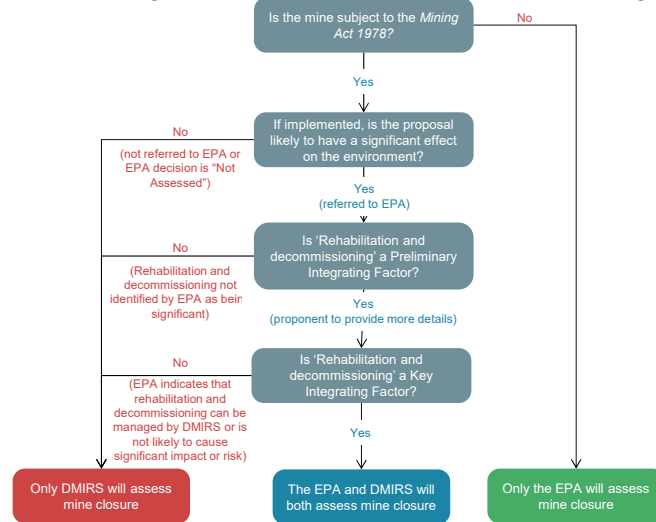 Is the mine subject to the Mining
Act 1978?
No
Yes
If implemented, is the proposal
likely to have a significant effect
on the environment?
No
(not referred to EPA or
EPA decision is “Not
Assessed”)
Yes
(referred to EPA)
Is ‘Rehabilitation and
decommissioning’ a Preliminary
Integrating Factor?
No
(Rehabilitation and
decommissioning not
identified by EPA as being
significant)
Yes
(proponent to provide more details)
Is ‘Rehabilitation and
decommissioning’ a Key
Integrating Factor?
No
(EPA indicates that
rehabilitation and
decommissioning can be
managed by DMIRS or is
not likely to cause
significant impact or risk)
Yes
Only DMIRS will assess
mine closure
The EPA and DMIRS will
both assess mine closure
Only the EPA will assess
mine closure